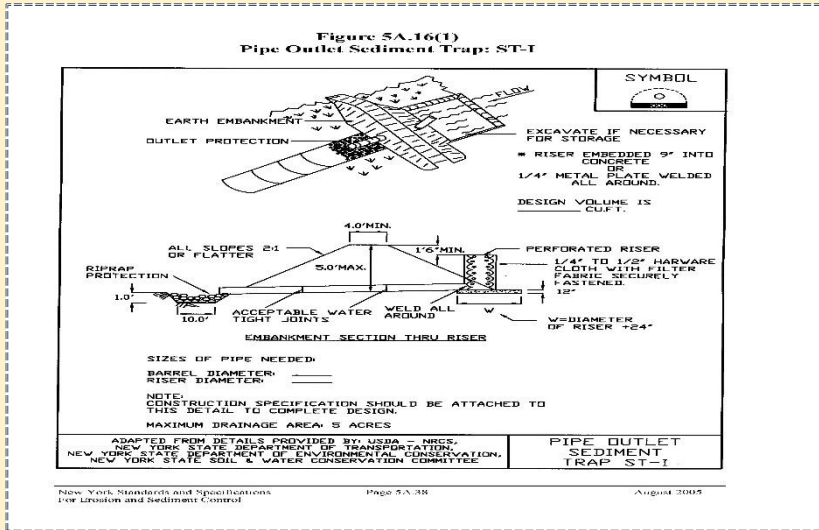 Figure 5A.16(1)
Pipe Outlet Sediment Trap: ST-I
SYMBOL
FLOW
EARTH EMBANKMENT
OUTLET PROTECTION
EXCAVATE IF NECESSARY
FOR STORAGE
* RISER EMBEDDED 9" INTO
CONCRETE
OR
1/4" METAL PLATE WELDED
ALL AROUND.
DESIGN VOLUME IS
______ CU.FT.
4.0'MIN.
ALL SLOPES 2:1
OR FLATTER
1'6"MIN.
PERFORATED RISER
5.0'MAX.
1/4" TO 1/2" HARWARE
CLOTH WITH FILTER
FABRIC SECURELY
FASTENED.
RIPRAP
PROTECTION
1.0'
12"
10.0'
ACCEPTABLE WATER
TIGHT JOINTS
WELD ALL
AROUND
W
W=DIAMETER
OF RISER +24"
EMBANKMENT SECTION THRU RISER
SIZES OF PIPE NEEDED:
BARREL DIAMETER: ______
RISER DIAMETER: ______
NOTE:
CONSTRUCTION SPECIFICATION SHOULD BE ATTACHED TO
THIS DETAIL TO COMPLETE DESIGN.
MAXIMUM DRAINAGE AREA: 5 ACRES
ADAPTED FROM DETAILS PROVIDED BY: USDA - NRCS,
NEW YORK STATE DEPARTMENT OF TRANSPORTATION,
NEW YORK STATE DEPARTMENT OF ENVIRONMENTAL CONSERVATION,
NEW YORK STATE SOIL & WATER CONSERVATION COMMITTEE
PIPE OUTLET
SEDIMENT
TRAP ST-I
New York Standards and Specifications
For Erosion and Sediment Control
Page 5A.38
August 2005